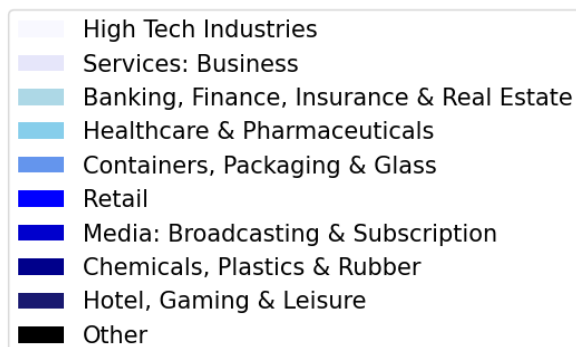 High Tech Industries
Services: Business
Banking, Finance, Insurance & Real Estate
Healthcare & Pharmaceuticals
Containers, Packaging & Glass
Retail
Media: Broadcasting & Subscription
Chemicals, Plastics & Rubber
Hotel, Gaming & Leisure
Other